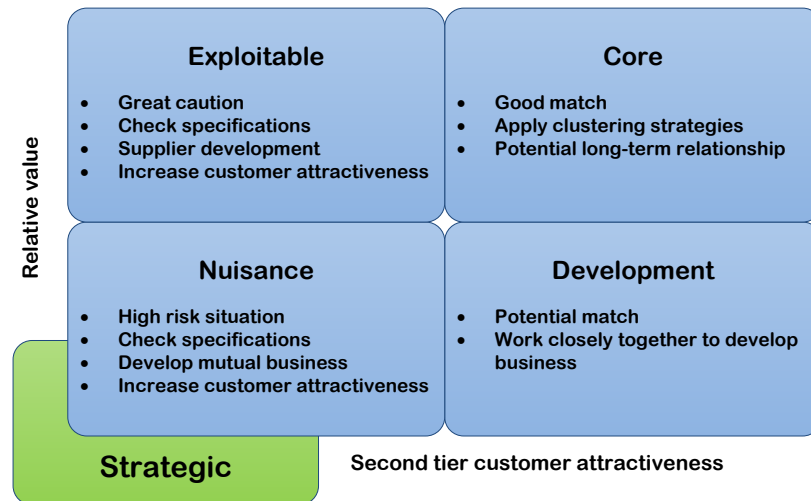 Exploitable
• Great caution
• Check specifications
• Supplier development
• Increase customer attractiveness
Core
• Good match
• Apply clustering strategies
• Potential long-term relationship
Relative value
Nuisance
• High risk situation
• Check specifications
• Develop mutual business
• Increase customer attractiveness
Development
• Potential match
• Work closely together to develop
business
Strategic
Second tier customer attractiveness